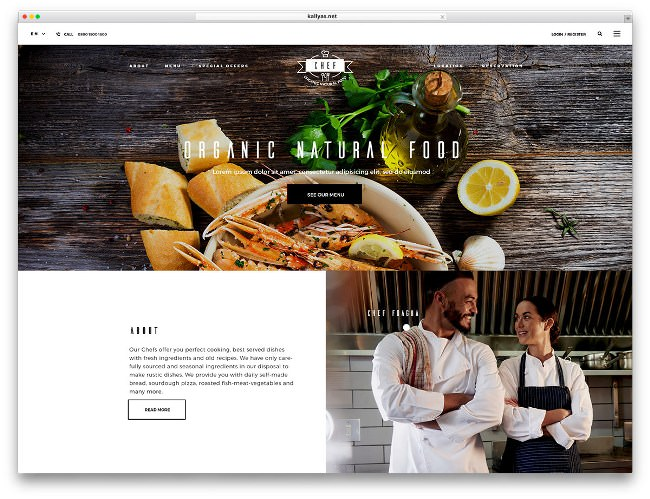 kallyas.net
EN
CALL
LOGIN / REGISTER
ABOUT
MENU
SPECIAL OFFERS
CHEF
LOCATION
RESERVATION
ORGANIC NATURAL FOOD
Lorem ipsum dolor sit amet, consectetur adipisicing elit, sed do eiusmod
SEE OUR MENU
CHEF FUAGRA
ABOUT
Our Chefs offer you perfect cooking, best served dishes
with fresh ingredients and old recipes. We have only care-
fully sourced and seasonal ingredients in our disposal to
make rustic dishes. We provide you with daily self-made
bread, sourdough pizza, roasted fish-meat-vegetables and
many more.
READ MORE